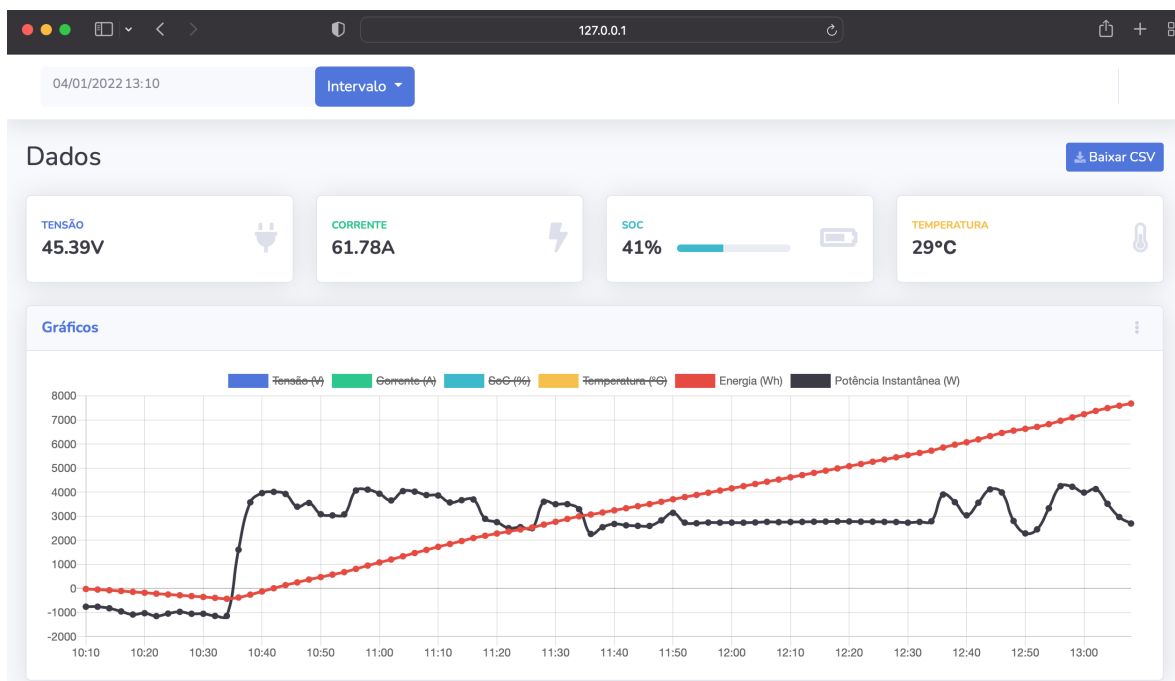 127.0.0.1
04/01/2022 13:10
Intervalo
Dados
Baixar CSV
TENSÃO
45.39V
CORRENTE
61.78A
SOC
41%
TEMPERATURA
29°C
Gráficos
Tensão (V) Corrente (A) SoC (%) Temperatura (°C) Energia (Wh) Potência Instantânea (W)
8000
7000
6000
5000
4000
3000
2000
1000
0
-1000
-2000
10:10 10:20 10:30 10:40 10:50 11:00 11:10 11:20 11:30 11:40 11:50 12:00 12:10 12:20 12:30 12:40 12:50 13:00